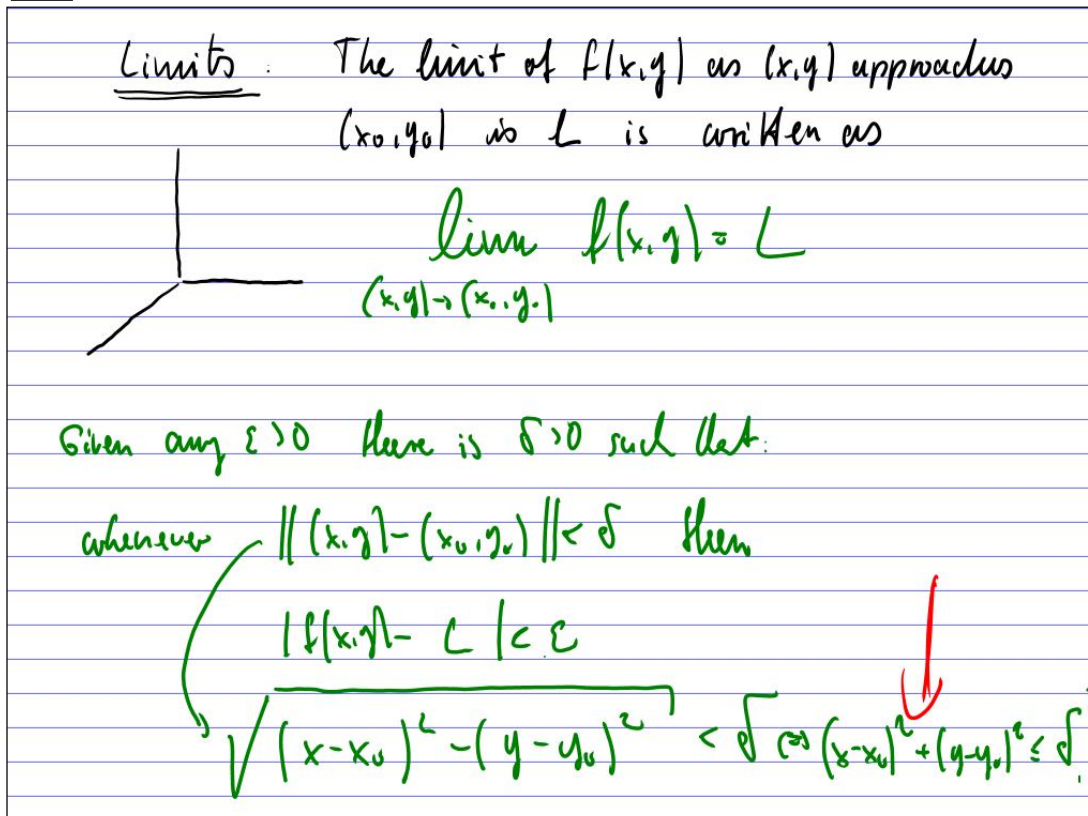 Limits : The limit of f(x,y) as (x,y) approaches
(x₀,y₀) is L is written as
lim f(x,y) = L
(x,y)→(x₀,y₀)
Given any ε>0 there is δ>0 such that:
whenever ||(x,y)-(x₀,y₀)||<δ then
|f(x,y)- L |< ε
√((x-x₀)² -(y-y₀)²) < δ ⇔ (x-x₀)²+(y-y₀)² ≤ δ